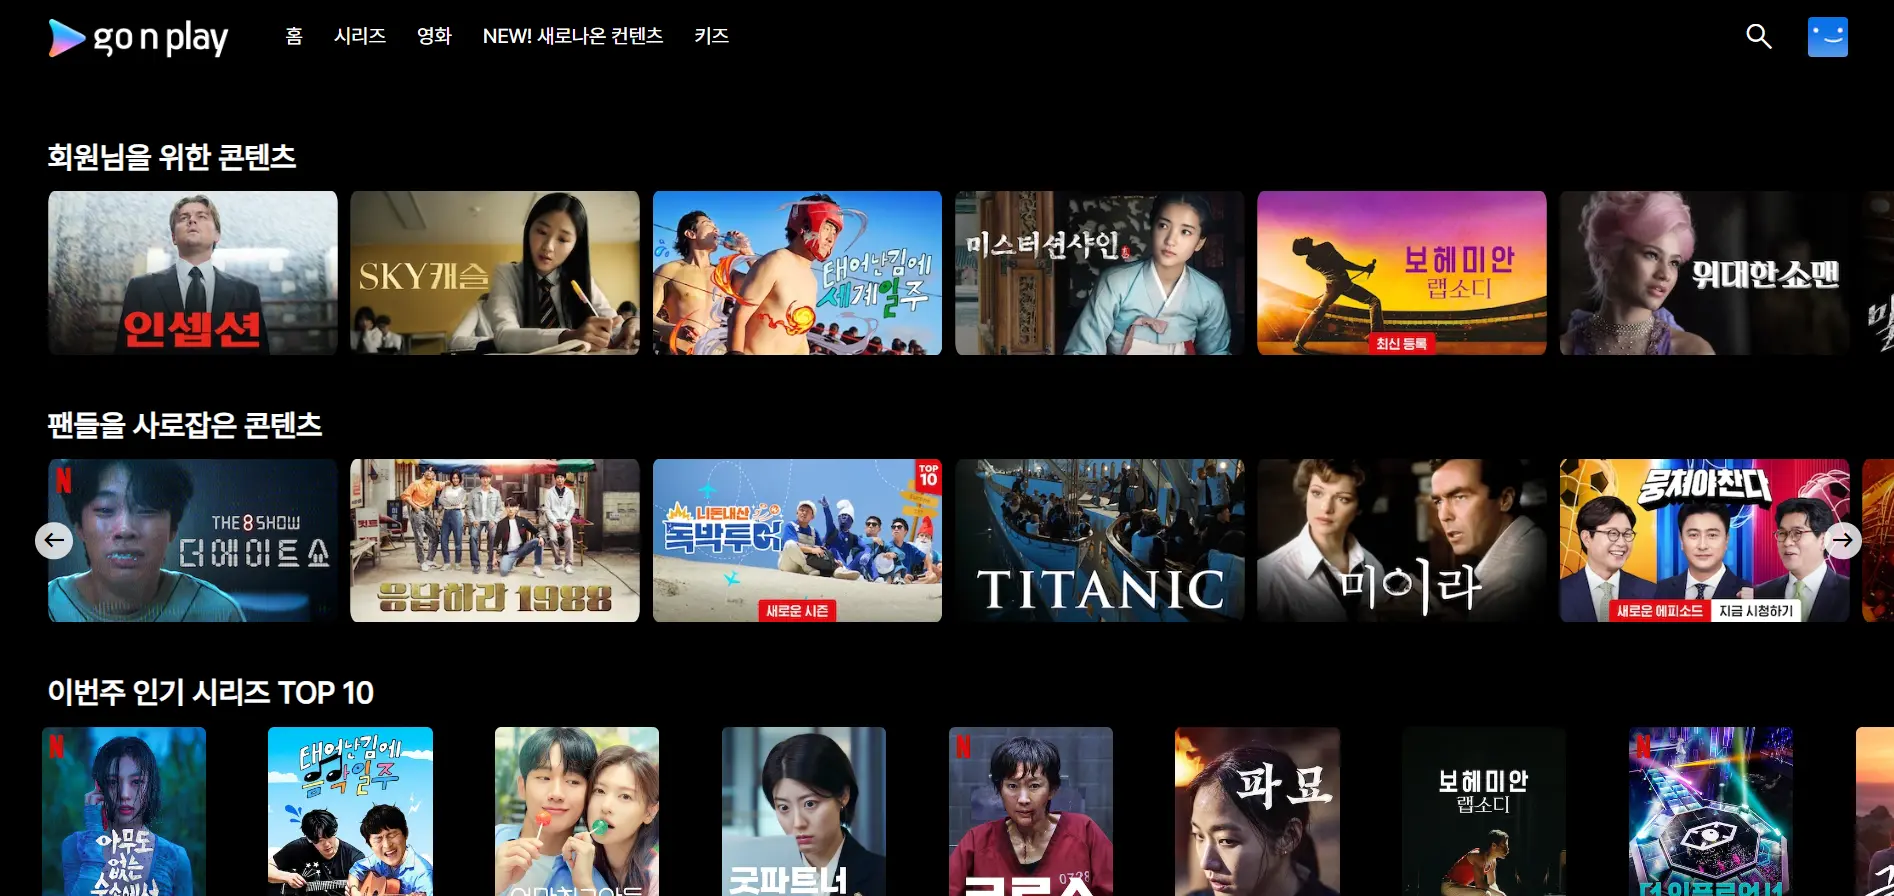 go n play
홈 시리즈 영화 NEW! 새로나온 컨텐츠 키즈
회원님을 위한 콘텐츠
인셉션
SKY캐슬
태어난김에
세계일주
미스터션샤인
보헤미안
랩소디
최신 등록
위대한쇼맨
팬들을 사로잡은 콘텐츠
N
THE 8 SHOW
더 에이트 쇼
응답하라 1988
TOP
10
니돈내산
독박투어
새로운 시즌
TITANIC
미이라
뭉쳐야찬다
새로운 에피소드 지금 시청하기
이번주 인기 시리즈 TOP 10
N
아무도
없는
숲속에서
태어난김에
음악일주
굿파트너
N
크로스
파묘
보헤미안
랩소디
N
더 인플루언서